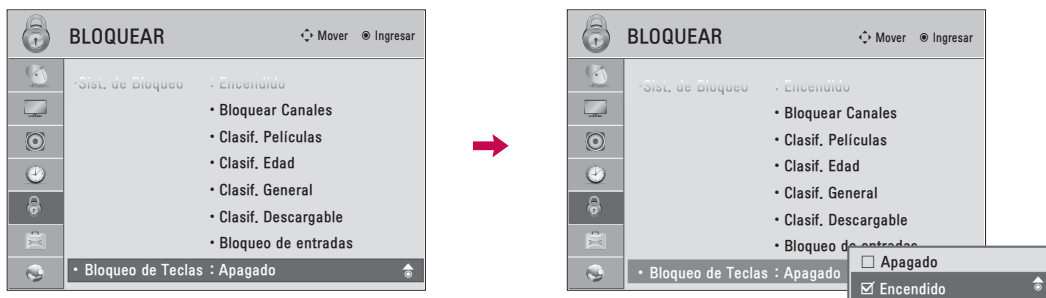 BLOQUEAR
Mover Ingresar
Sist. de Bloqueo : Encendido
• Bloquear Canales
• Clasif. Películas
• Clasif. Edad
• Clasif. General
• Clasif. Descargable
• Bloqueo de entradas
• Bloqueo de Teclas : Apagado
BLOQUEAR
Mover Ingresar
Sist. de Bloqueo : Encendido
• Bloquear Canales
• Clasif. Películas
• Clasif. Edad
• Clasif. General
• Clasif. Descargable
• Bloqueo de entradas
• Bloqueo de Teclas : Apagado
☐ Apagado
☑ Encendido